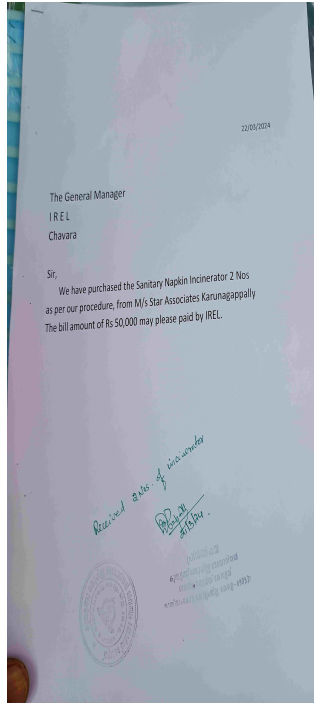 22/03/2024
The General Manager
IREL
Chavara
Sir,
We have purchased the Sanitary Napkin Incinerator 2 Nos
as per our procedure, from M/s Star Associates Karunagappally
The bill amount of Rs 50,000 may please paid by IREL.
Received 2 Nos. of incinerator